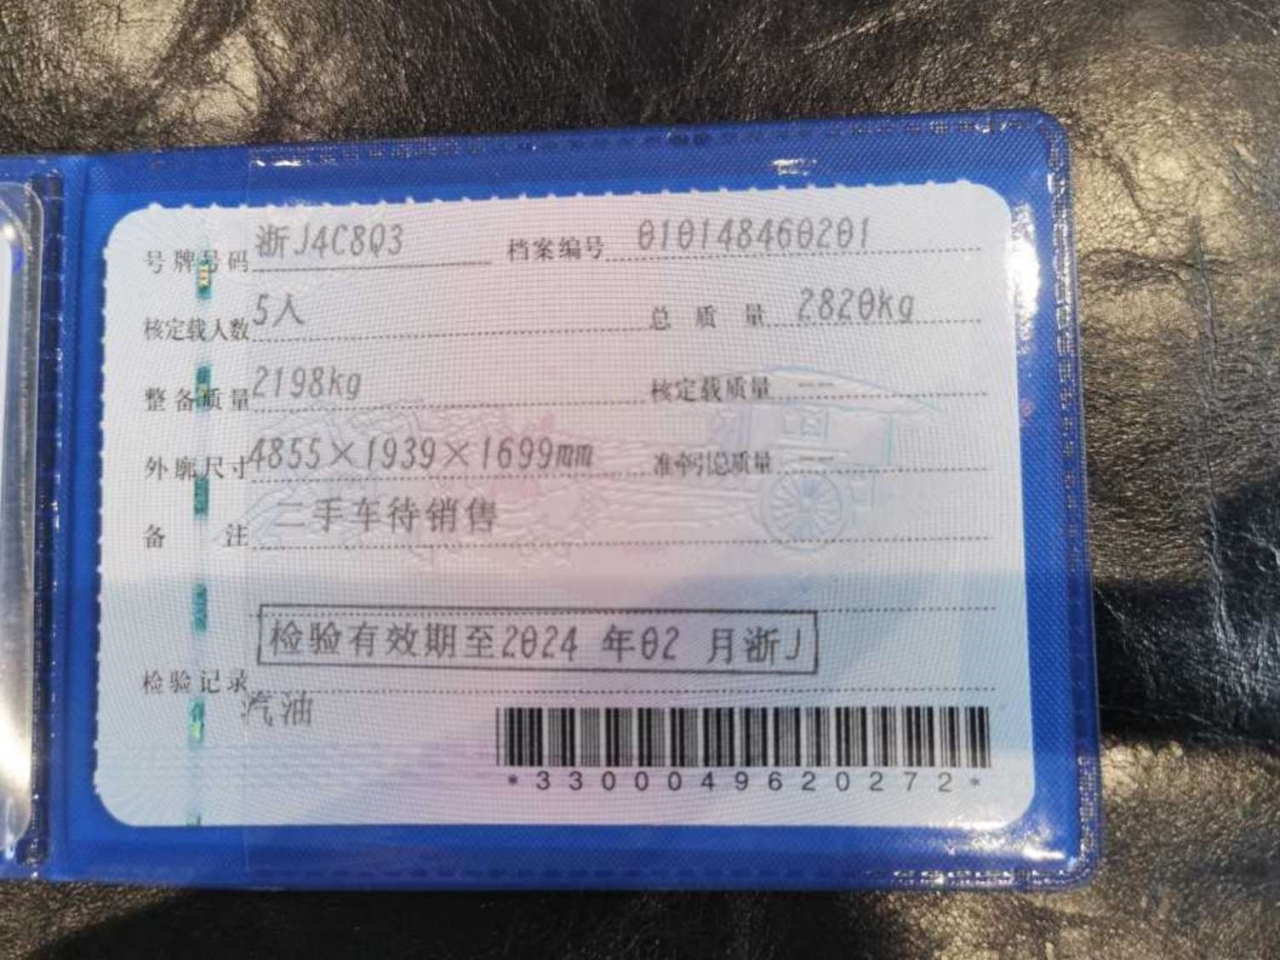 号牌号码 浙J4C8Q3 档案编号 010148460201
核定载人数 5人 总质量 2820kg
整备质量 2198kg 核定载质量 --
外廓尺寸 4855×1939×1699mm 准牵引总质量 --
备注 二手车待销售
检验有效期至2024 年02 月浙J
检验记录
汽油
*3300049620272*